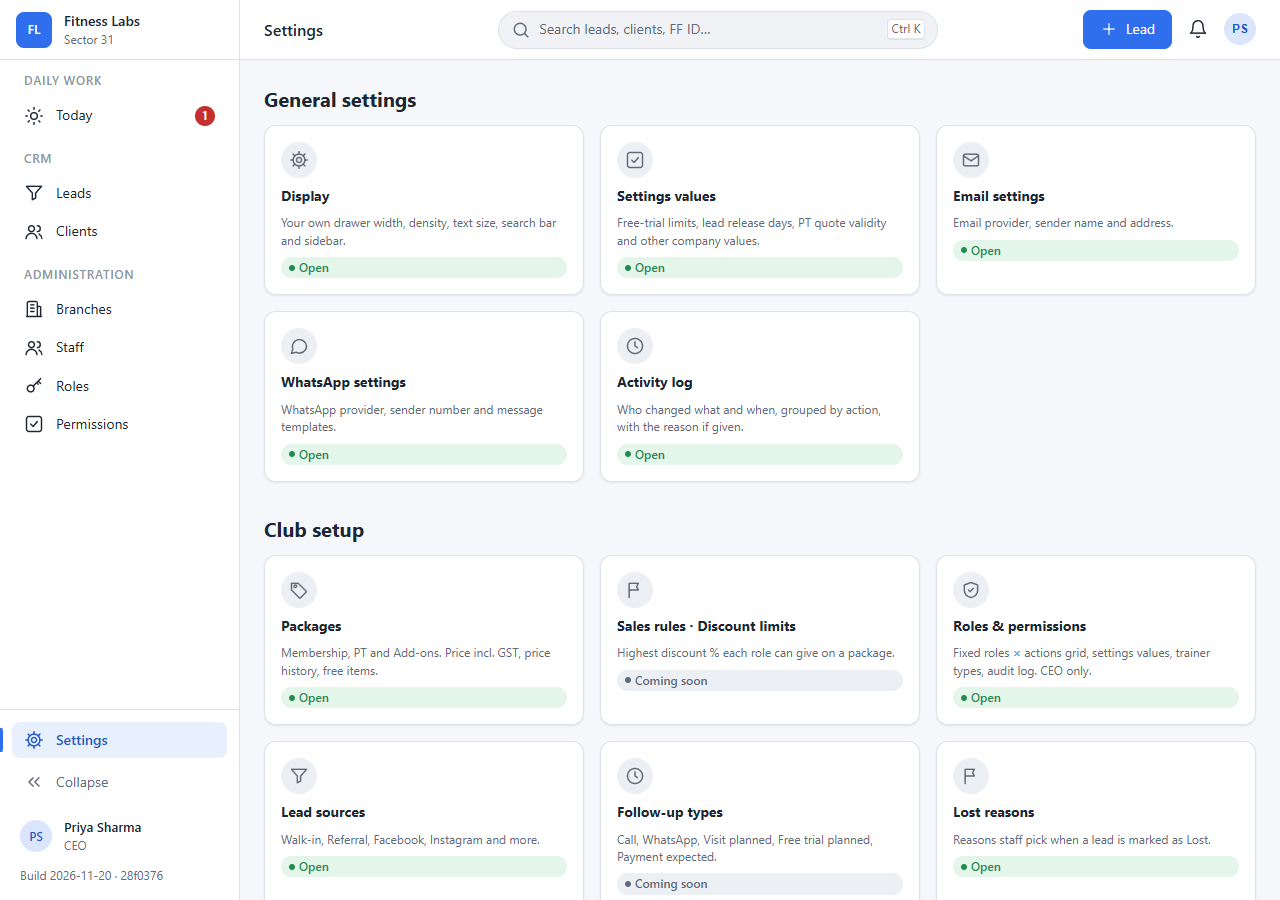 FL
Fitness Labs
Sector 31
Settings
Search leads, clients, FF ID...
Ctrl K
Lead
PS
DAILY WORK
Today
1
CRM
Leads
Clients
ADMINISTRATION
Branches
Staff
Roles
Permissions
Settings
Collapse
PS
Priya Sharma
CEO
Build 2026-11-20 · 28f0376
General settings
Display
Your own drawer width, density, text size, search bar
and sidebar.
Open
Settings values
Free-trial limits, lead release days, PT quote validity
and other company values.
Open
Email settings
Email provider, sender name and address.
Open
WhatsApp settings
WhatsApp provider, sender number and message
templates.
Open
Activity log
Who changed what and when, grouped by action,
with the reason if given.
Open
Club setup
Packages
Membership, PT and Add-ons. Price incl. GST, price
history, free items.
Open
Sales rules · Discount limits
Highest discount % each role can give on a package.
Coming soon
Roles & permissions
Fixed roles × actions grid, settings values, trainer
types, audit log. CEO only.
Open
Lead sources
Walk-in, Referral, Facebook, Instagram and more.
Open
Follow-up types
Call, WhatsApp, Visit planned, Free trial planned,
Payment expected.
Coming soon
Lost reasons
Reasons staff pick when a lead is marked as Lost.
Open